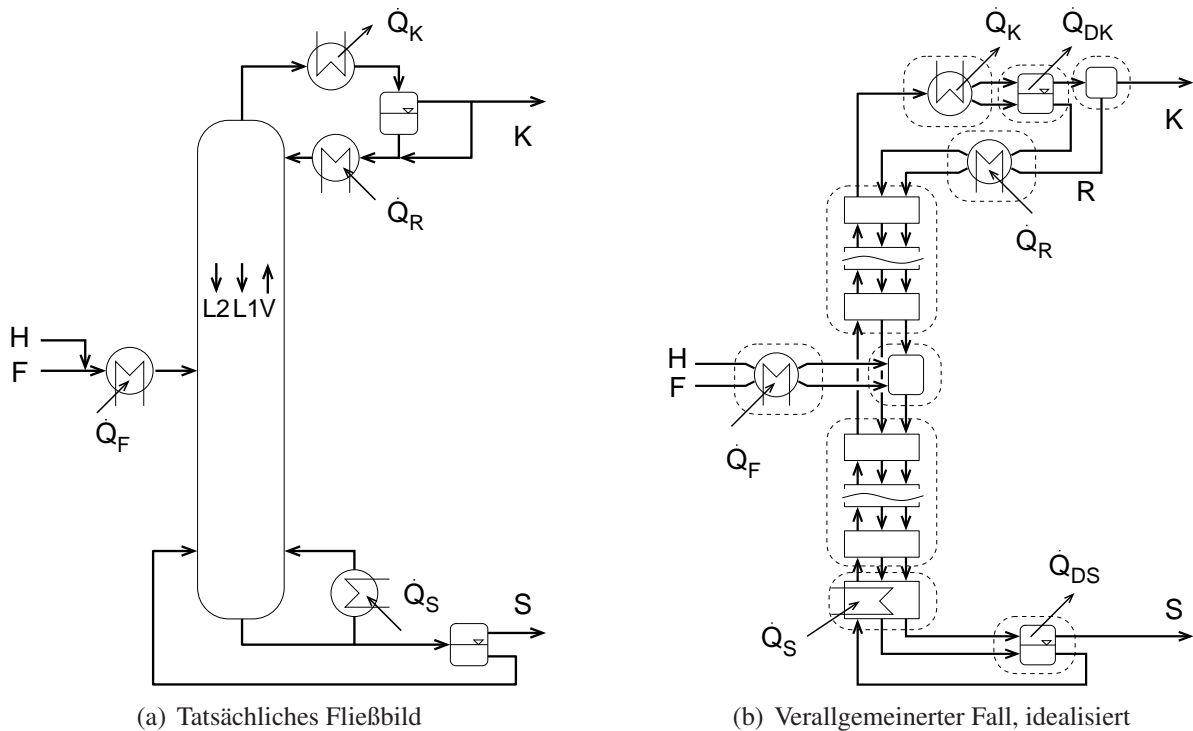 Q̇K
K
Q̇R
L2 L1 V
H
F
Q̇F
Q̇S
S
(a) Tatsächliches Fließbild
Q̇K
Q̇DK
K
R
Q̇R
H
F
Q̇F
Q̇DS
S
Q̇S
(b) Verallgemeinerter Fall, idealisiert